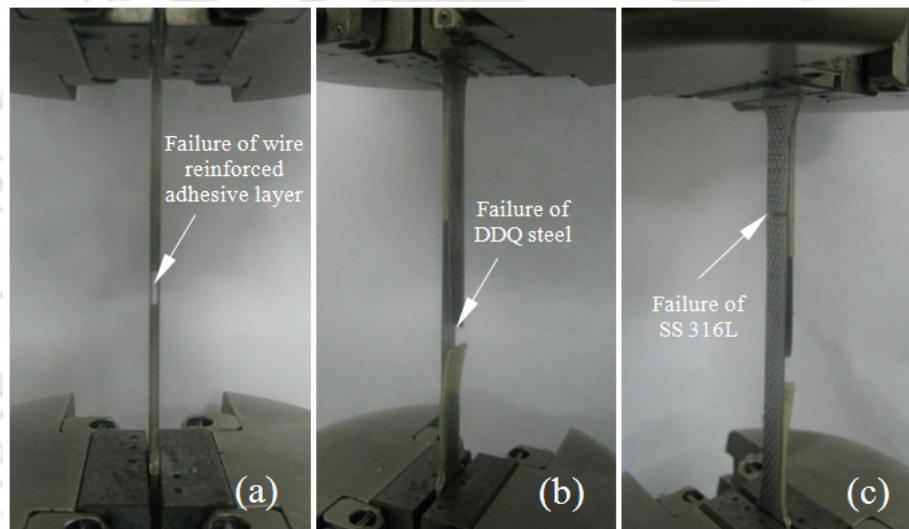 Failure of wire
reinforced
adhesive layer
(a)
Failure of
DDQ steel
(b)
Failure of
SS 316L
(c)